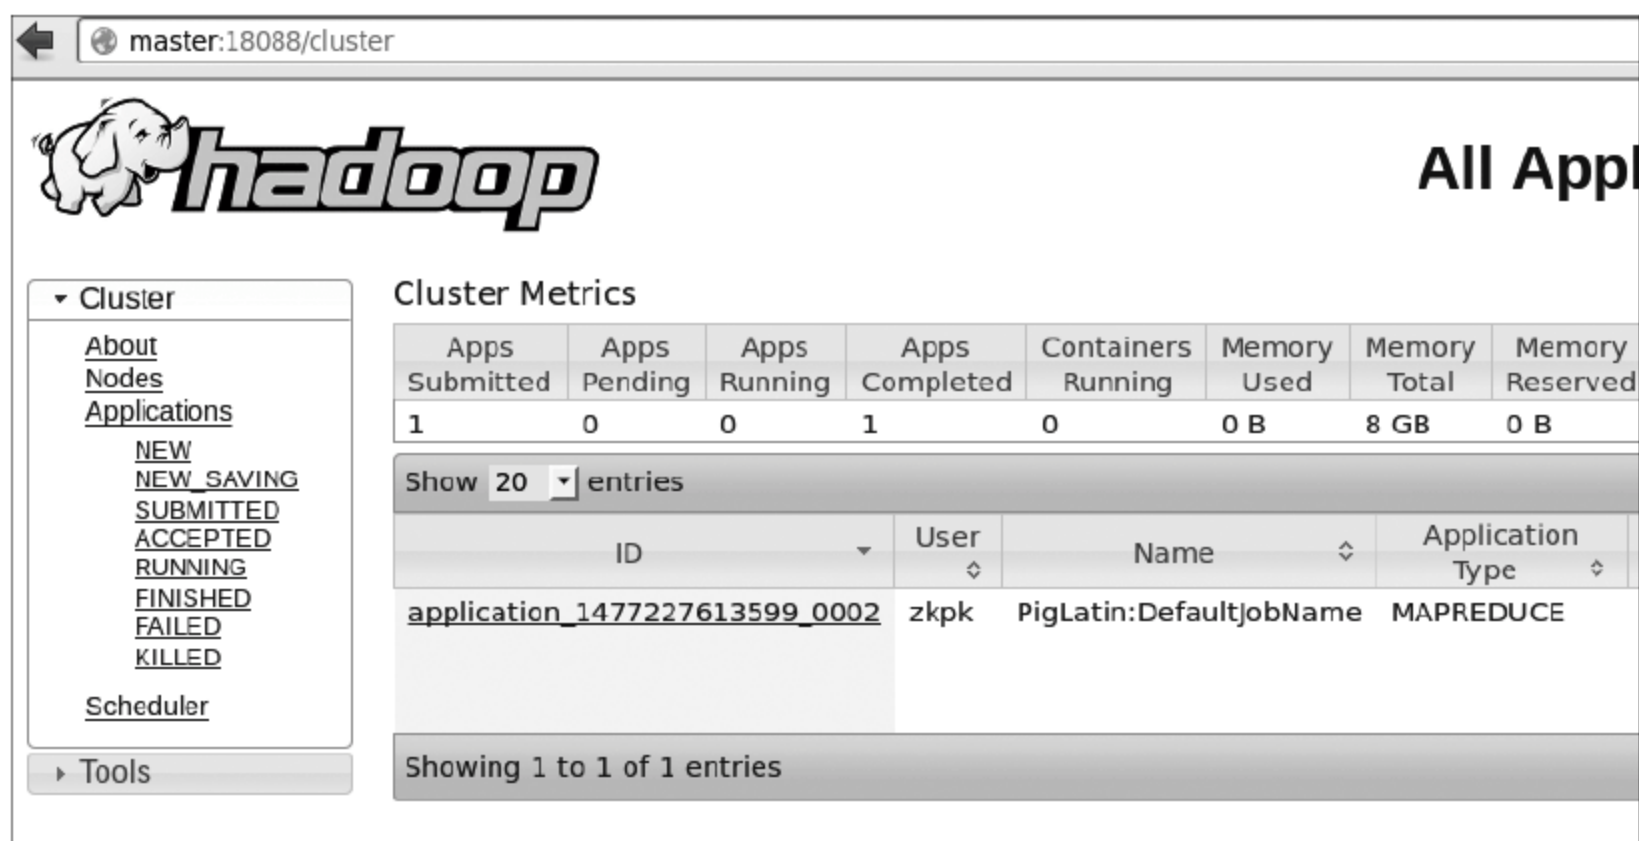 master:18088/cluster
hadoop
All Appl
Cluster
About
Nodes
Applications
NEW
NEW_SAVING
SUBMITTED
ACCEPTED
RUNNING
FINISHED
FAILED
KILLED
Scheduler
Tools
Cluster Metrics
Apps Submitted Apps Pending Apps Running Apps Completed Containers Running Memory Used Memory Total Memory Reserved
1 0 0 1 0 0 B 8 GB 0 B
Show 20 entries
ID User Name Application Type
application_1477227613599_0002 zkpk PigLatin:DefaultJobName MAPREDUCE
Showing 1 to 1 of 1 entries